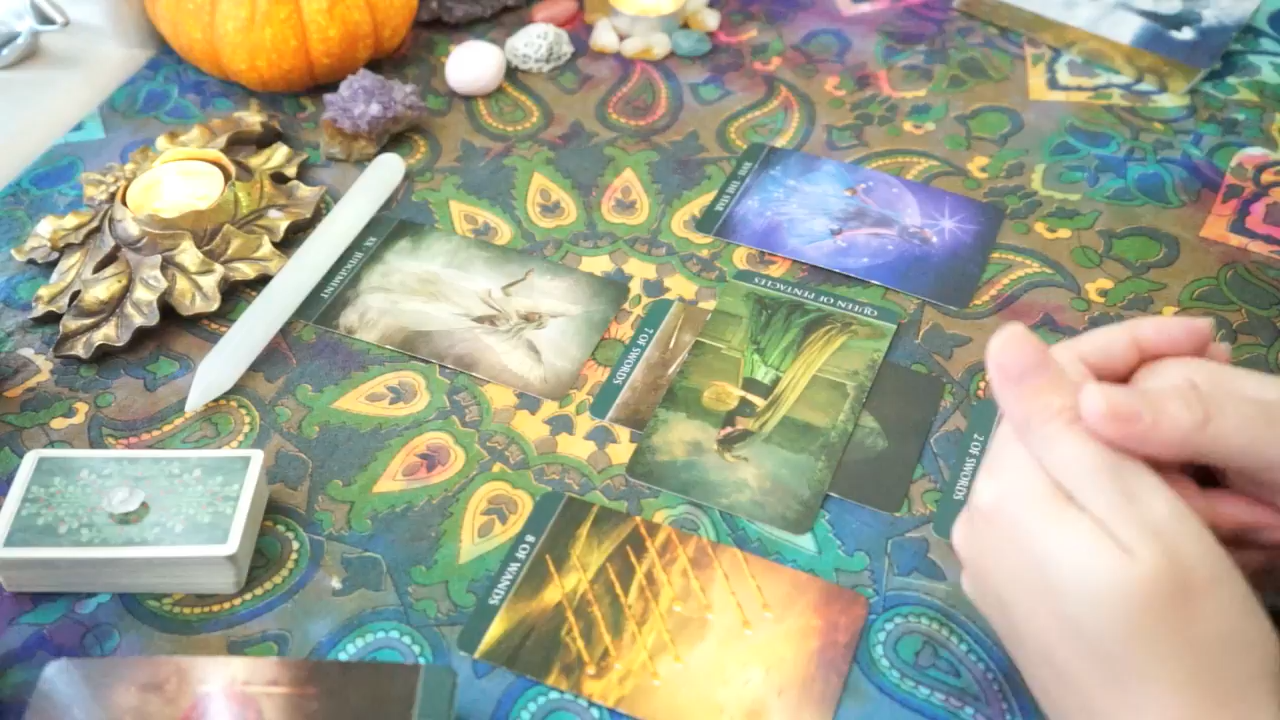 XVII THE STAR
XX JUDGEMENT
QUEEN OF PENTACLES
7 OF SWORDS
2 OF SWORDS
8 OF WANDS